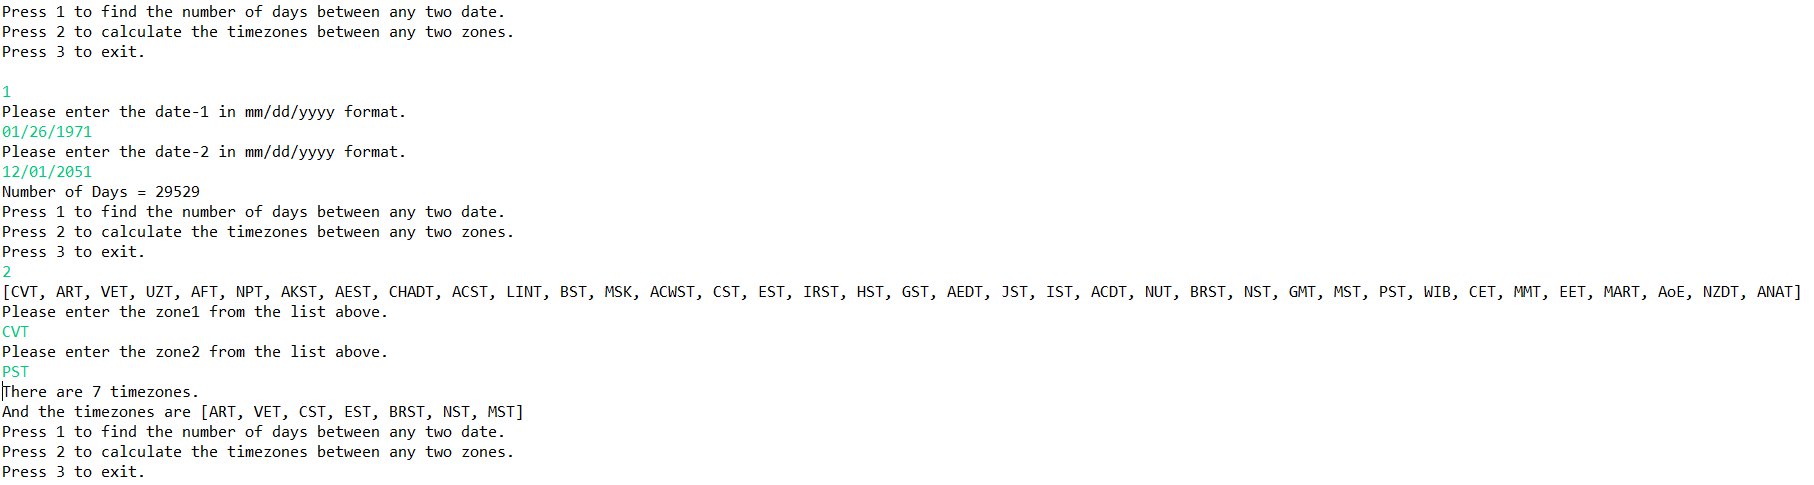 Press 1 to find the number of days between any two date.
Press 2 to calculate the timezones between any two zones.
Press 3 to exit.
1
Please enter the date-1 in mm/dd/yyyy format.
01/26/1971
Please enter the date-2 in mm/dd/yyyy format.
12/01/2051
Number of Days = 29529
Press 1 to find the number of days between any two date.
Press 2 to calculate the timezones between any two zones.
Press 3 to exit.
2
[CVT, ART, VET, UZT, AFT, NPT, AKST, AEST, CHADT, ACST, LINT, BST, MSK, ACWST, CST, EST, IRST, HST, GST, AEDT, JST, IST, ACDT, NUT, BRST, NST, GMT, MST, PST, WIB, CET, MMT, EET, MART, AoE, NZDT, ANAT]
Please enter the zone1 from the list above.
CVT
Please enter the zone2 from the list above.
PST
There are 7 timezones.
And the timezones are [ART, VET, CST, EST, BRST, NST, MST]
Press 1 to find the number of days between any two date.
Press 2 to calculate the timezones between any two zones.
Press 3 to exit.